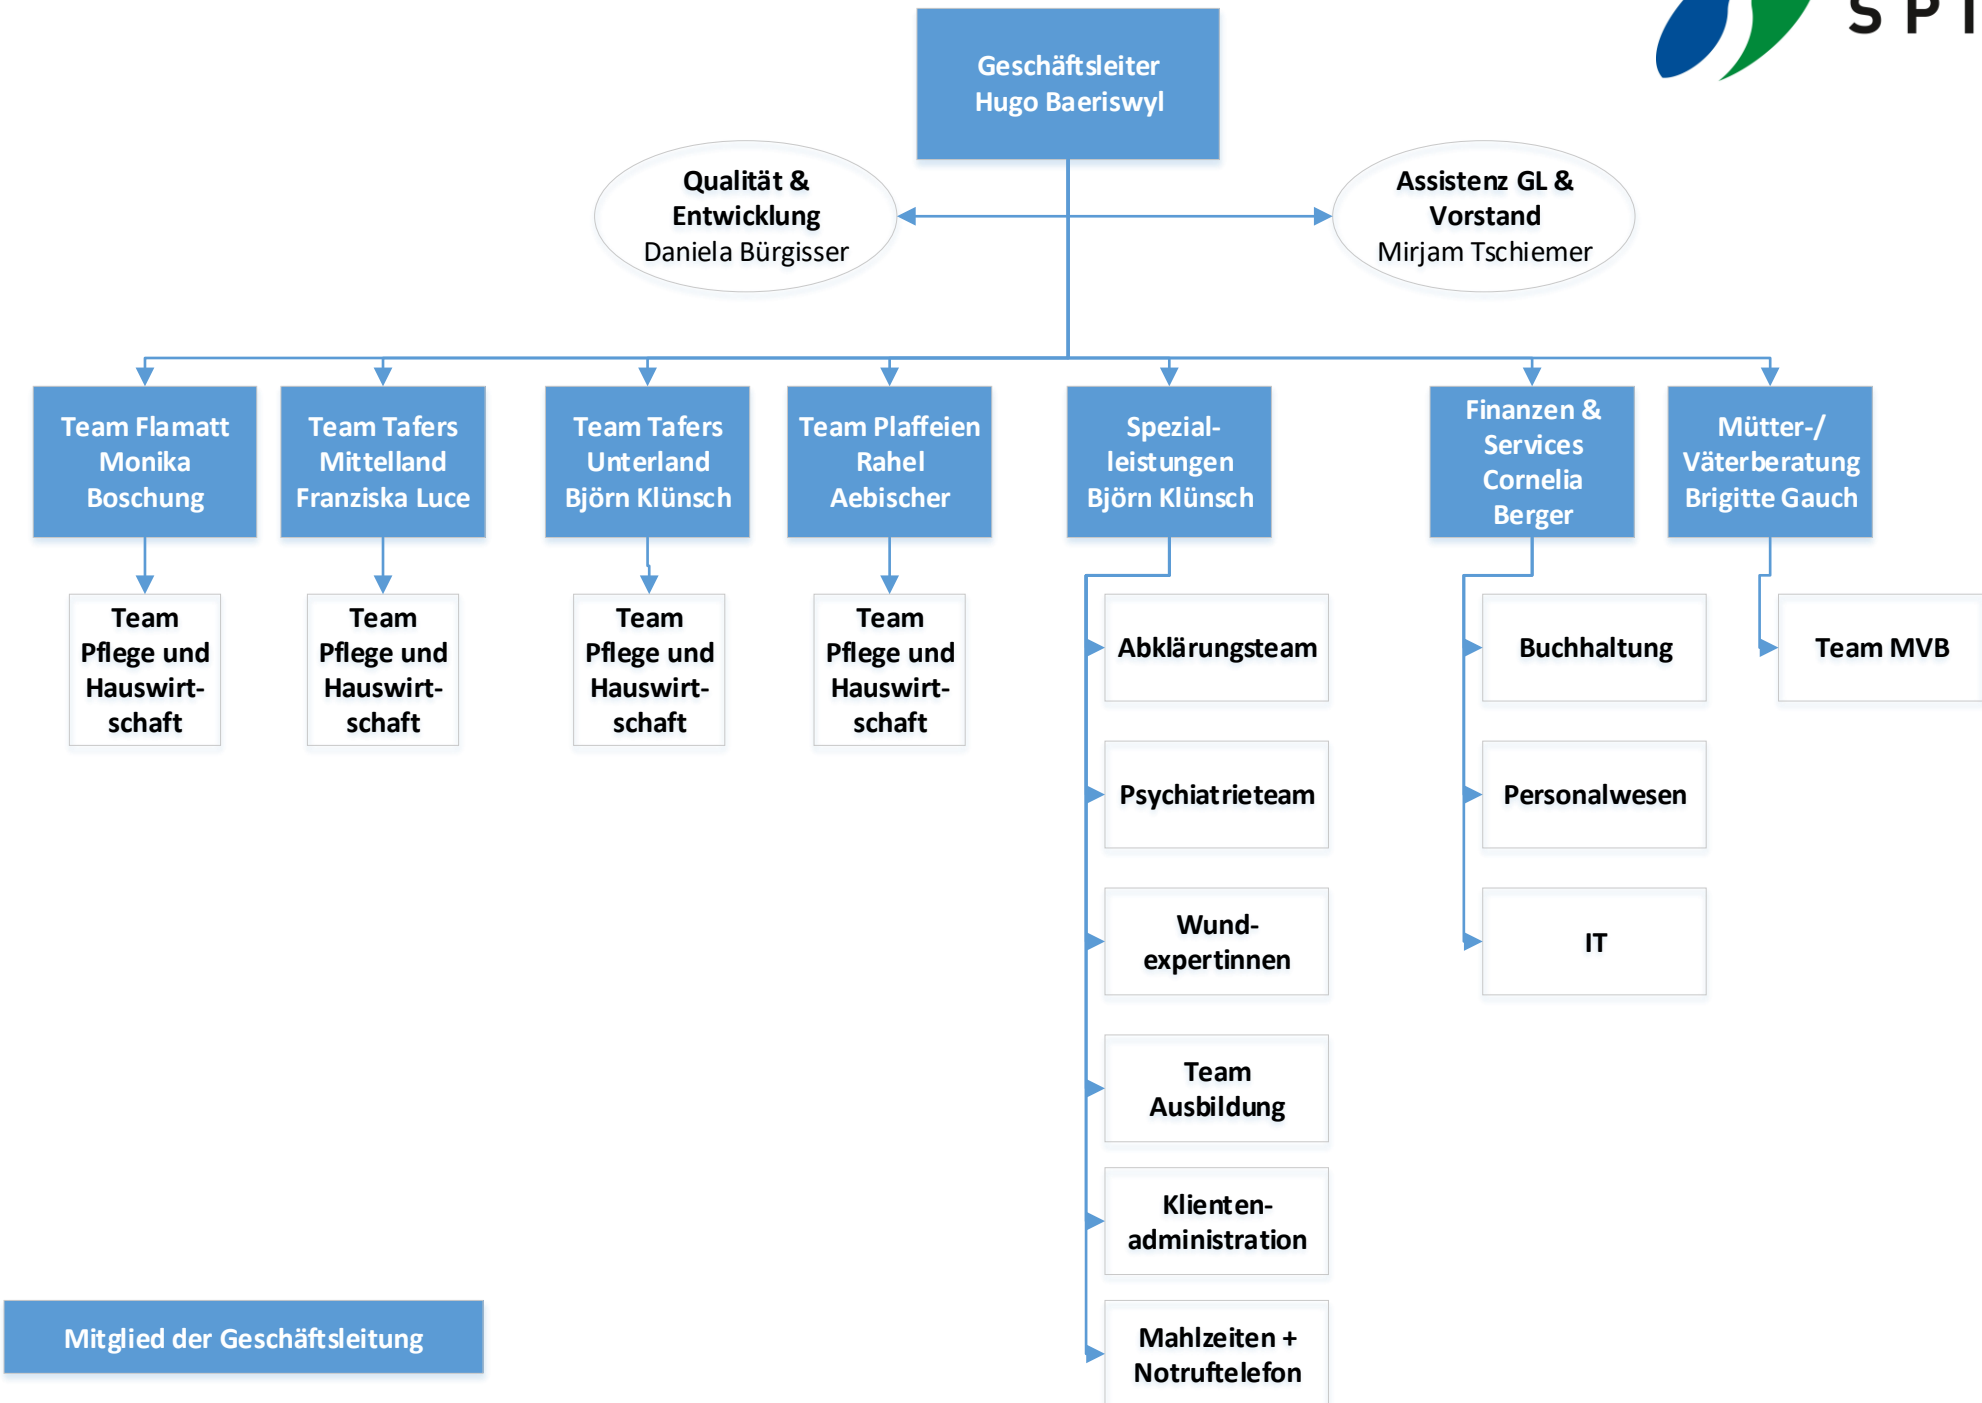 SPI
Geschäftsleiter
Hugo Baeriswyl
Qualität &
Entwicklung
Daniela Bürgisser
Assistenz GL &
Vorstand
Mirjam Tschiemer
Team Flamatt
Monika
Boschung
Team Tafers
Mittelland
Franziska Luce
Team Tafers
Unterland
Björn Klünsch
Team Plaffeien
Rahel
Aebischer
Spezial-
leistungen
Björn Klünsch
Finanzen &
Services
Cornelia
Berger
Mütter-/
Väterberatung
Brigitte Gauch
Team
Pflege und
Hauswirt-
schaft
Team
Pflege und
Hauswirt-
schaft
Team
Pflege und
Hauswirt-
schaft
Team
Pflege und
Hauswirt-
schaft
Abklärungsteam
Psychiatrieteam
Wund-
expertinnen
Team
Ausbildung
Klienten-
administration
Mahlzeiten +
Notruftelefon
Buchhaltung
Personalwesen
IT
Team MVB
Mitglied der Geschäftsleitung